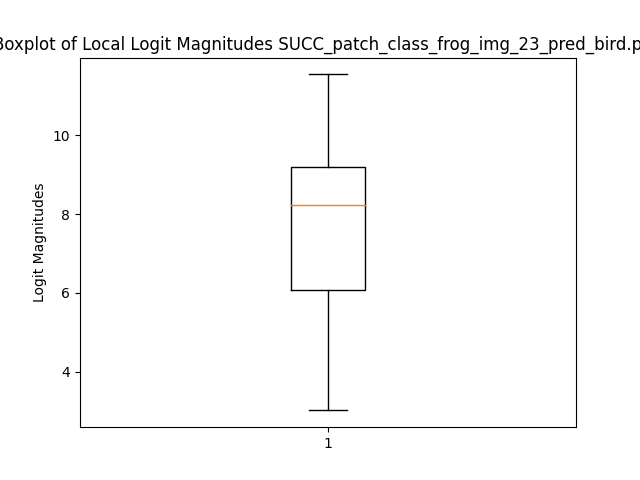 Boxplot of Local Logit Magnitudes SUCC_patch_class_frog_img_23_pred_bird.p
Logit Magnitudes
10
8
6
4
1